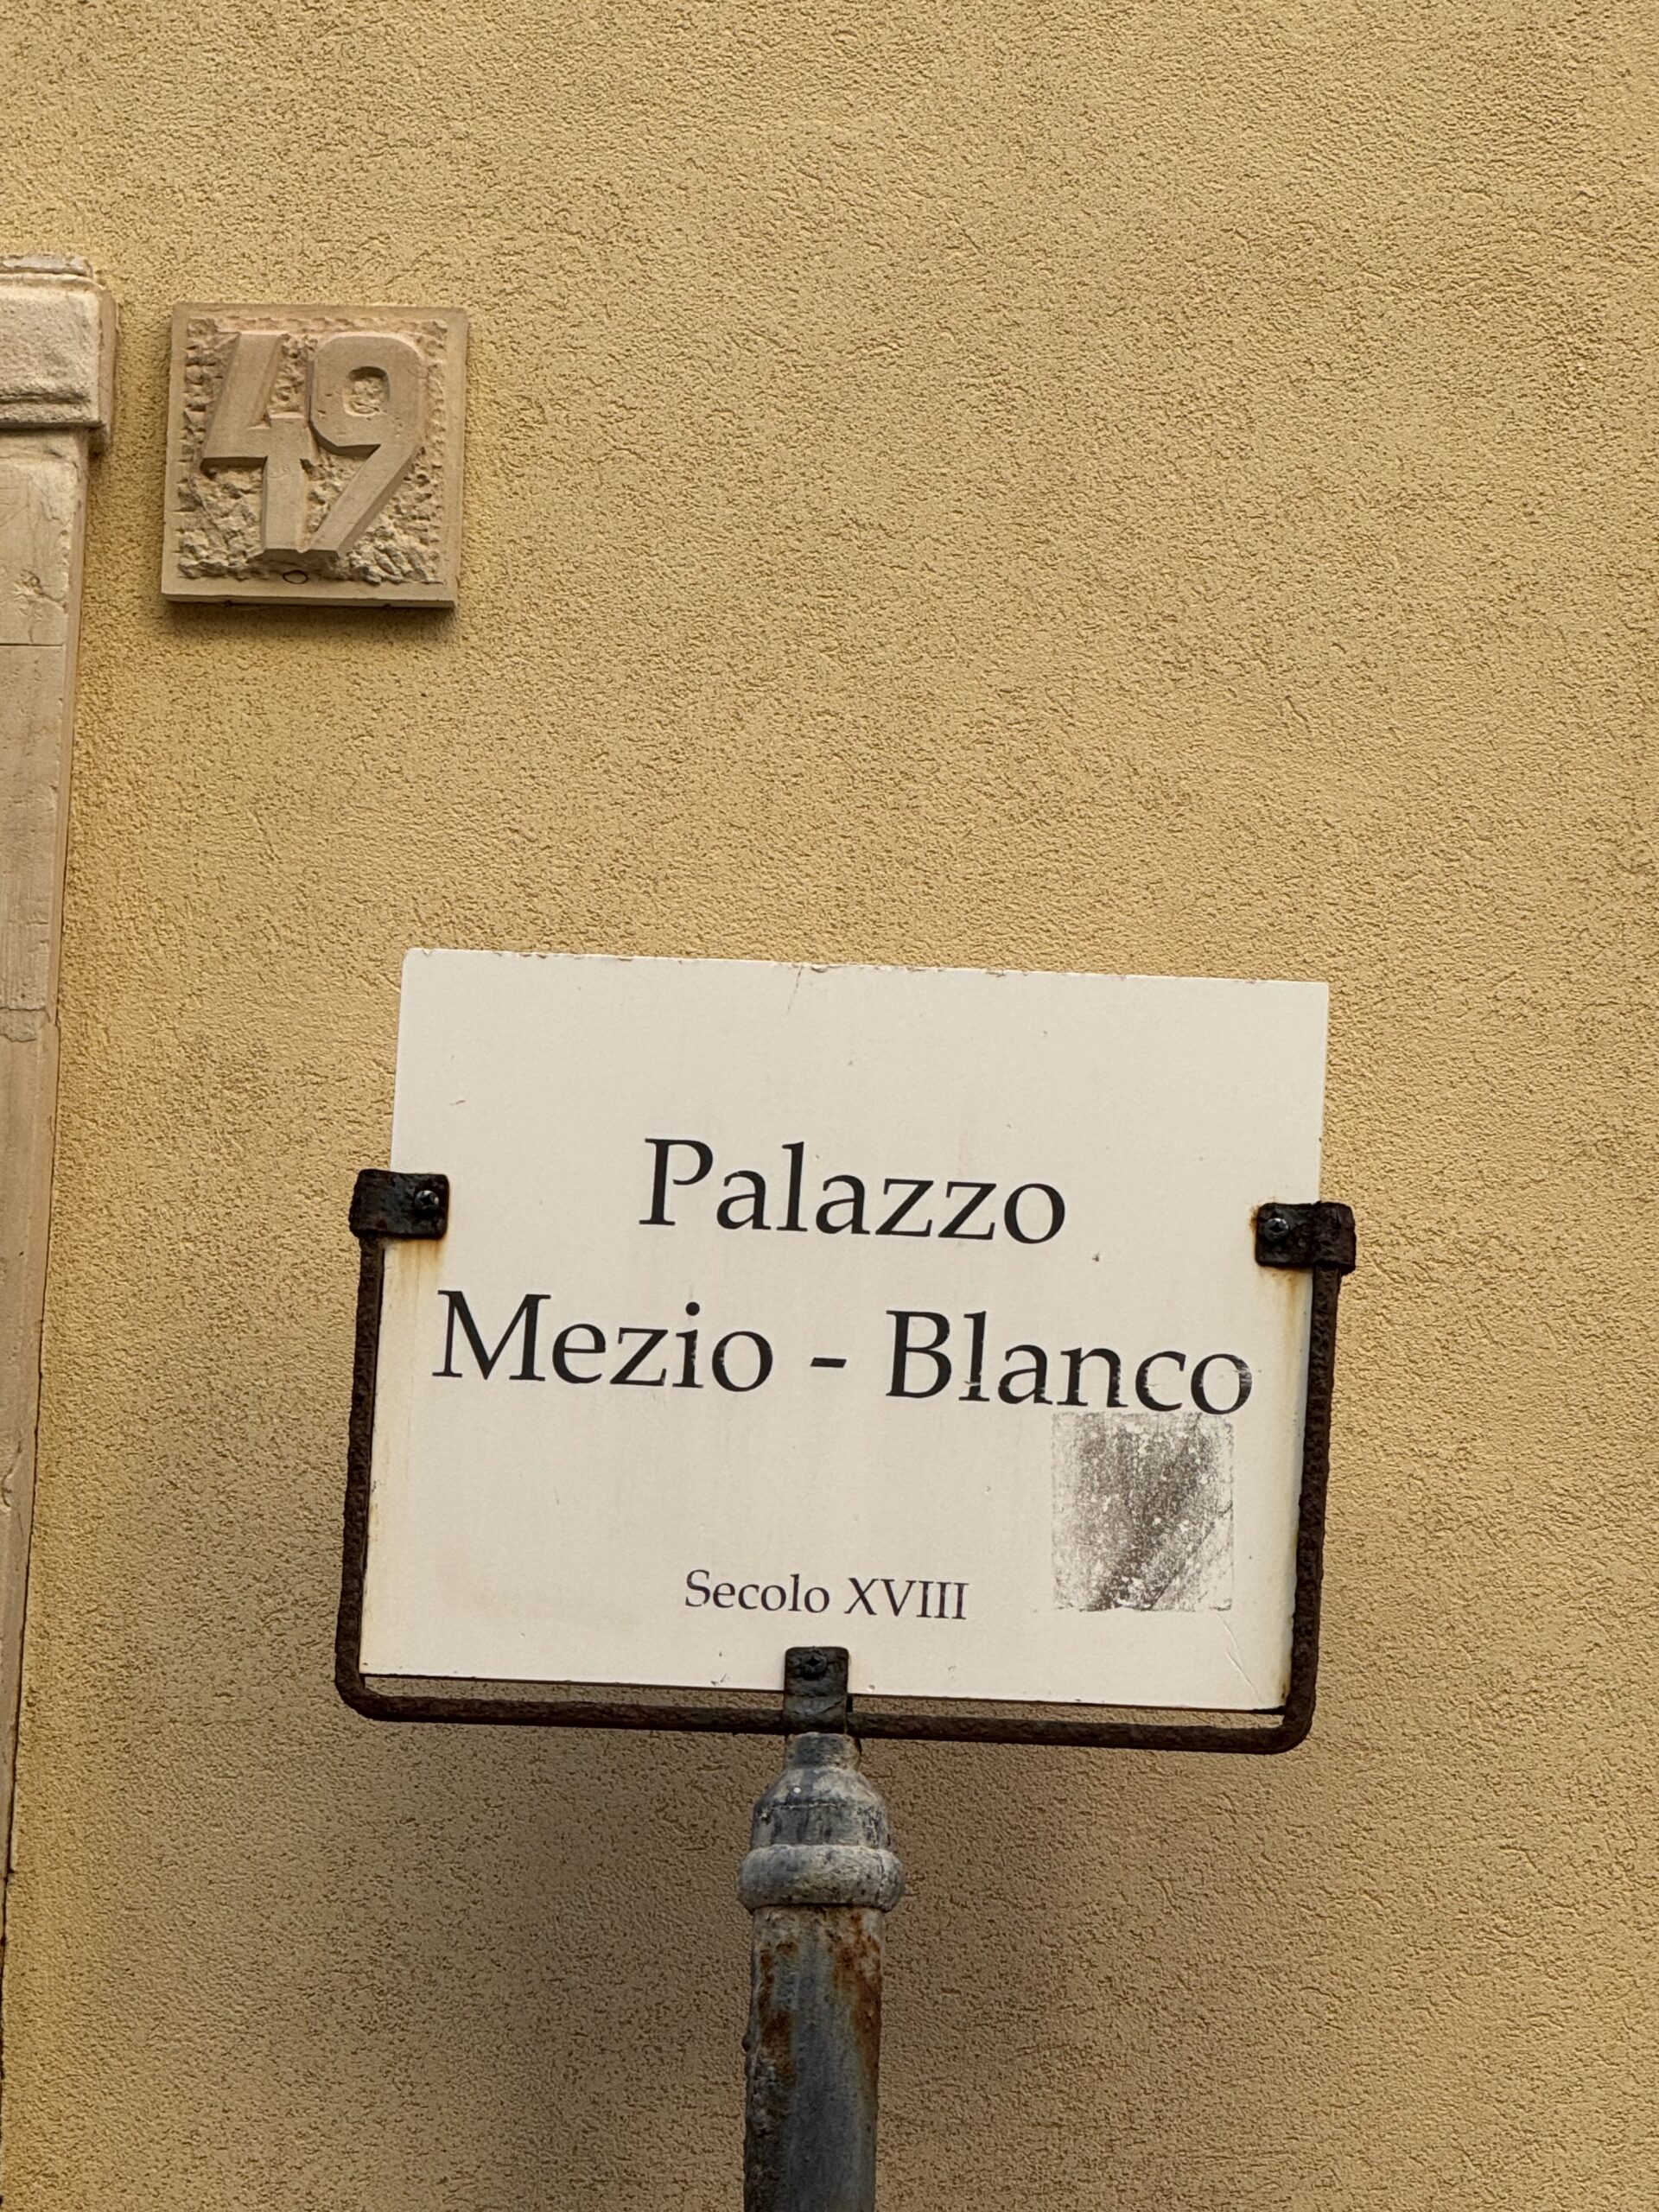 49
Palazzo
Mezio - Blanco
Secolo XVIII